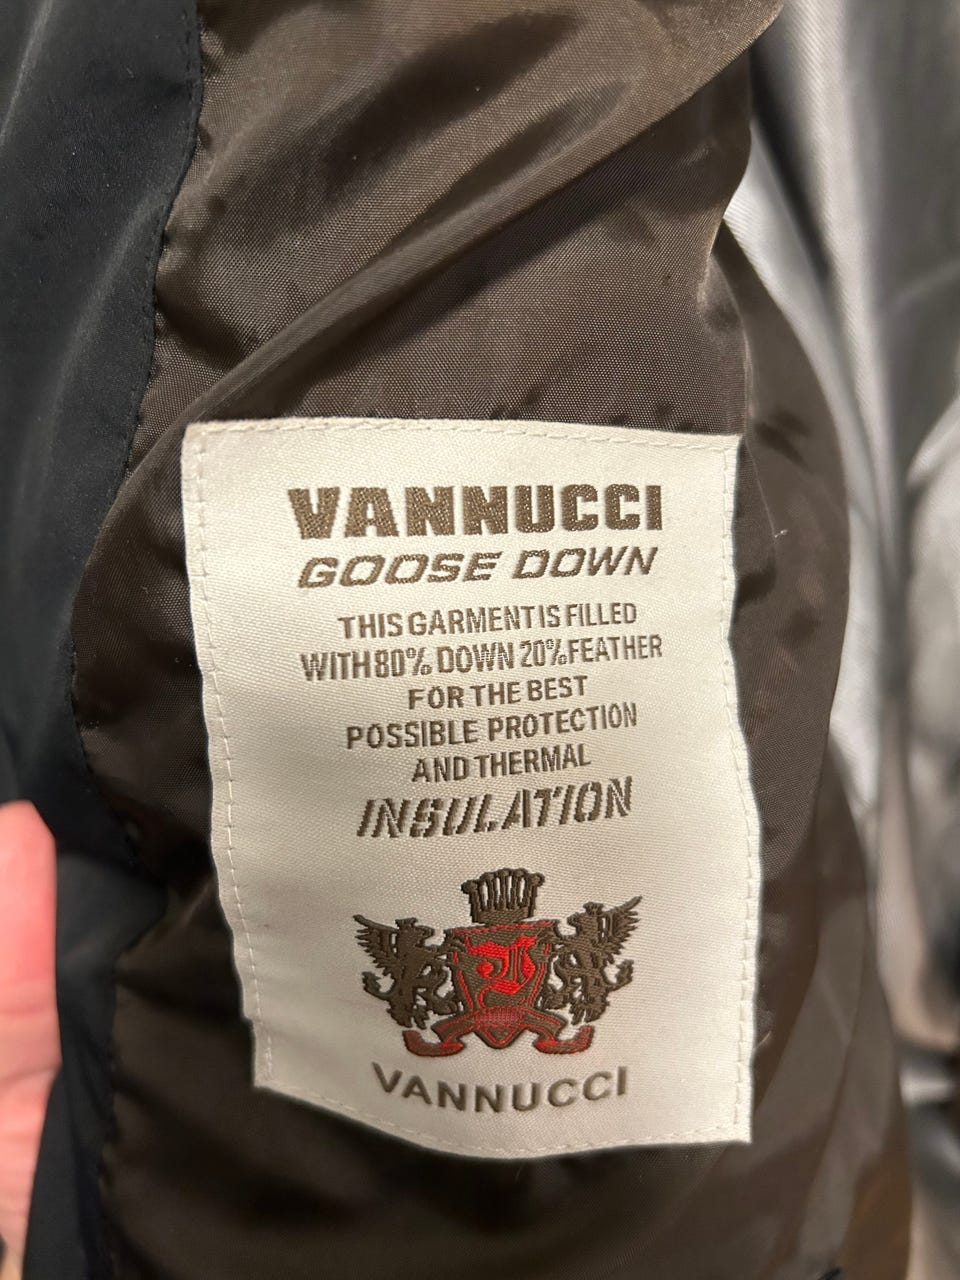 VANNUCCI
GOOSE DOWN
THIS GARMENT IS FILLED
WITH 80% DOWN 20% FEATHER
FOR THE BEST
POSSIBLE PROTECTION
AND THERMAL
INSULATION
VANNUCCI